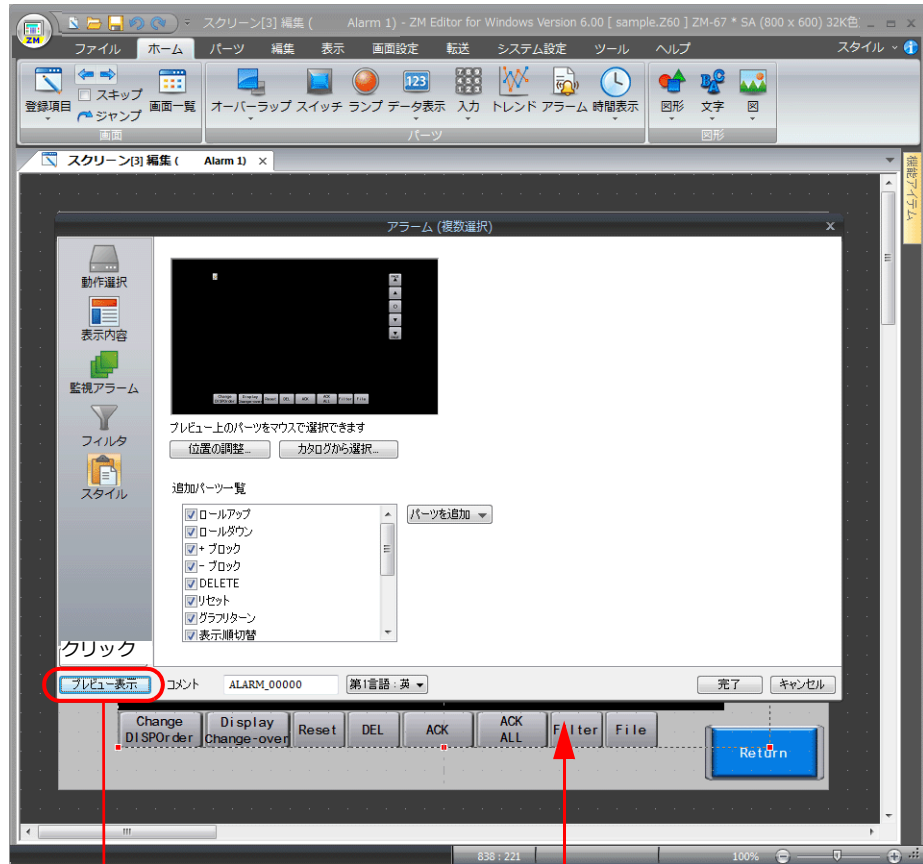 ZM
スクリーン[3] 編集 ( Alarm 1) - ZM Editor for Windows Version 6.00 [ sample.Z60 ] ZM-67 * SA (800 x 600) 32K色
ファイル ホーム パーツ 編集 表示 画面設定 転送 システム設定 ツール ヘルプ スタイル
登録項目
スキップ
ジャンプ
画面一覧
オーバーラップ スイッチ ランプ データ表示 入力 トレンド アラーム 時間表示
123
図形 文字 図
画面 パーツ 図形
スクリーン[3] 編集 ( Alarm 1) ×
機能アイテム
アラーム (複数選択)
動作選択
表示内容
監視アラーム
フィルタ
スタイル
Change DISPOrder
Display Change-over
Reset DEL ACK
ACK ALL
Filter File
プレビュー上のパーツをマウスで選択できます
位置の調整... カタログから選択...
追加パーツ一覧
ロールアップ
ロールダウン
+ ブロック
- ブロック
DELETE
リセット
グラフリターン
表示順切替
パーツを追加
クリック
プレビュー表示 コメント ALARM_00000 第1言語 : 英 完了 キャンセル
Change
DISPOrder
Display
Change-over
Reset DEL ACK
ACK
ALL
Filter File
Return
838 : 221 100%